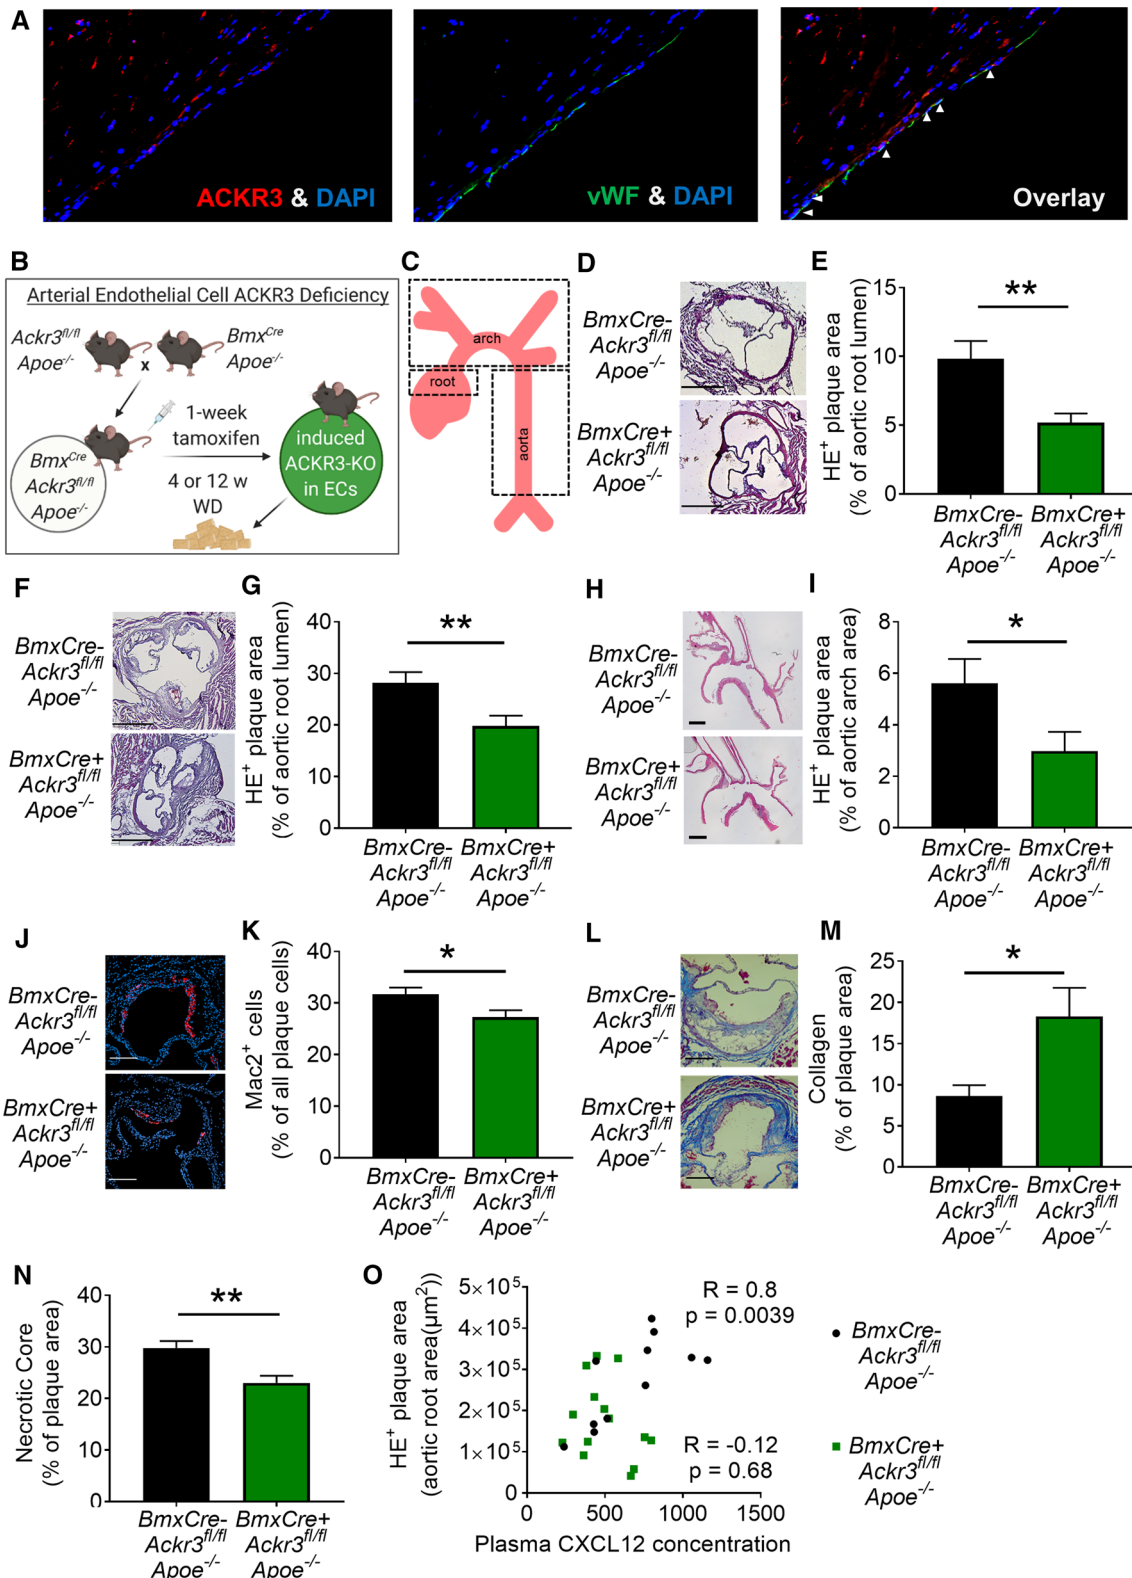 A
ACKR3 & DAPI
vWF & DAPI
Overlay
B
Arterial Endothelial Cell ACKR3 Deficiency
Ackr3fl/fl
Apoe-/-
x
BmxCre
Apoe-/-
BmxCre
Ackr3fl/fl
Apoe-/-
1-week
tamoxifen
4 or 12 w
WD
induced
ACKR3-KO
in ECs
C
arch
root
aorta
D
BmxCre-
Ackr3fl/fl
Apoe-/-
BmxCre+
Ackr3fl/fl
Apoe-/-
E
HE+ plaque area
(% of aortic root lumen)
15
10
5
0
**
BmxCre- BmxCre+
Ackr3fl/fl Ackr3fl/fl
Apoe-/- Apoe-/-
F
BmxCre-
Ackr3fl/fl
Apoe-/-
BmxCre+
Ackr3fl/fl
Apoe-/-
G
HE+ plaque area
(% of aortic root lumen)
40
30
20
10
0
**
BmxCre- BmxCre+
Ackr3fl/fl Ackr3fl/fl
Apoe-/- Apoe-/-
H
BmxCre-
Ackr3fl/fl
Apoe-/-
BmxCre+
Ackr3fl/fl
Apoe-/-
I
HE+ plaque area
(% of aortic arch area)
8
6
4
2
0
*
BmxCre- BmxCre+
Ackr3fl/fl Ackr3fl/fl
Apoe-/- Apoe-/-
J
BmxCre-
Ackr3fl/fl
Apoe-/-
BmxCre+
Ackr3fl/fl
Apoe-/-
K
Mac2+ cells
(% of all plaque cells)
40
30
20
10
0
*
BmxCre- BmxCre+
Ackr3fl/fl Ackr3fl/fl
Apoe-/- Apoe-/-
L
BmxCre-
Ackr3fl/fl
Apoe-/-
BmxCre+
Ackr3fl/fl
Apoe-/-
M
Collagen
(% of plaque area)
25
20
15
10
5
0
*
BmxCre- BmxCre+
Ackr3fl/fl Ackr3fl/fl
Apoe-/- Apoe-/-
N
Necrotic Core
(% of plaque area)
40
30
20
10
0
**
BmxCre- BmxCre+
Ackr3fl/fl Ackr3fl/fl
Apoe-/- Apoe-/-
O
HE+ plaque area
(aortic root area(µm²))
5×10⁵
4×10⁵
3×10⁵
2×10⁵
1×10⁵
0
R = 0.8
p = 0.0039
R = -0.12
p = 0.68
0 500 1000 1500
Plasma CXCL12 concentration
BmxCre-
Ackr3fl/fl
Apoe-/-
BmxCre+
Ackr3fl/fl
Apoe-/-